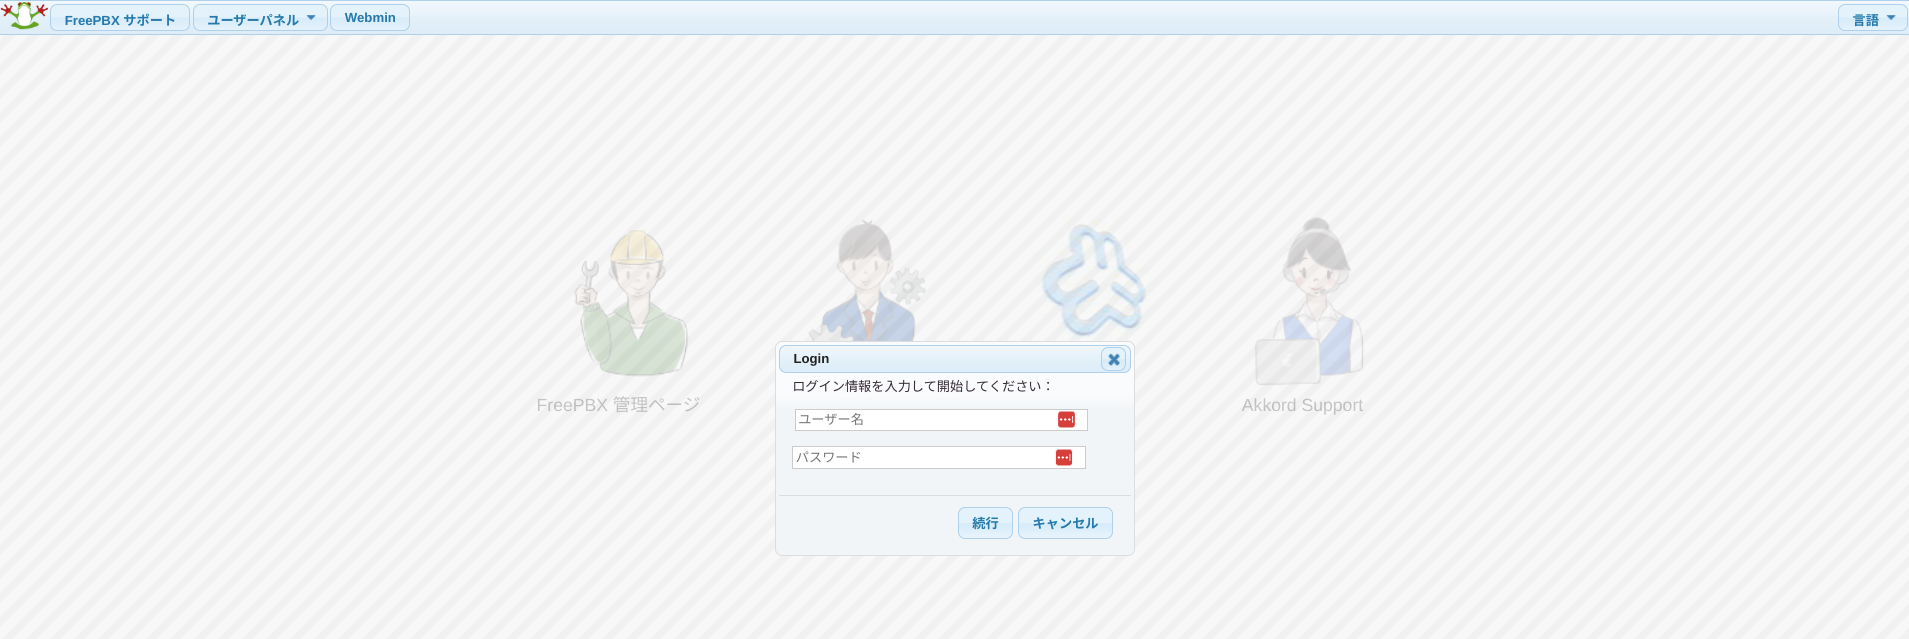 FreePBX サポート
ユーザーパネル
Webmin
言語
FreePBX 管理ページ
Akkord Support
Login
ログイン情報を入力して開始してください：
ユーザー名
パスワード
続行
キャンセル